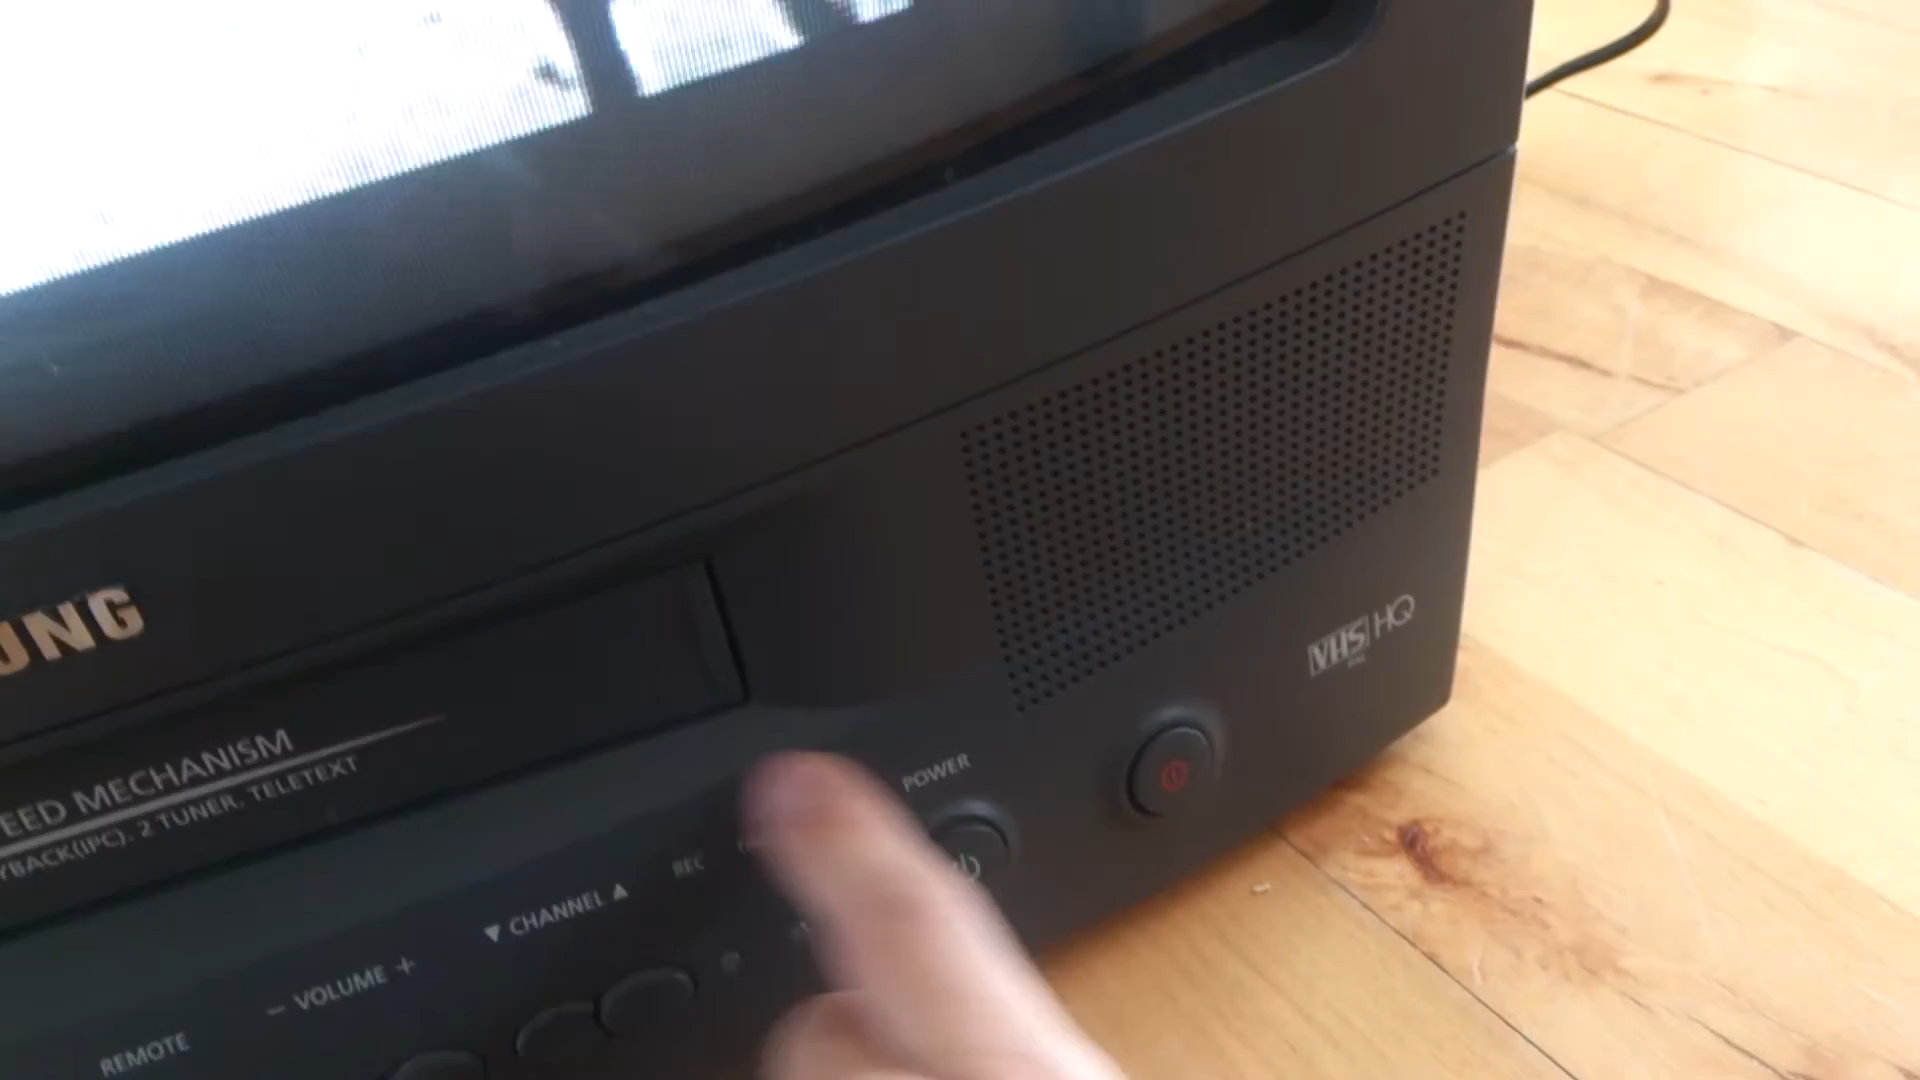 UNG
VHS HQ
EED MECHANISM
YBACK(IPC), 2 TUNER, TELETEXT
POWER
REC
▼ CHANNEL ▲
– VOLUME +
REMOTE